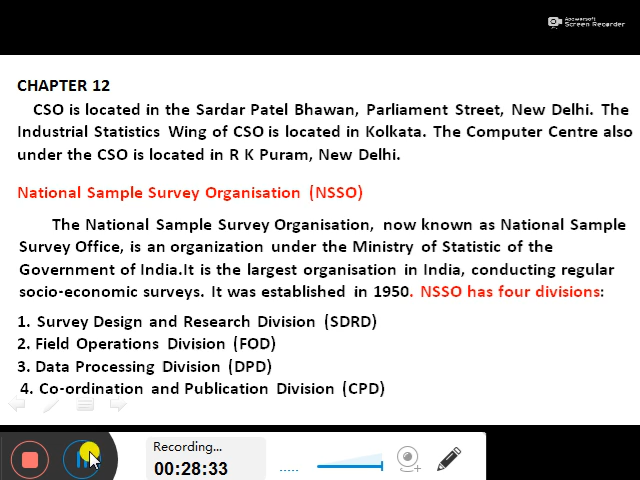 Apowersoft
Screen Recorder
CHAPTER 12
CSO is located in the Sardar Patel Bhawan, Parliament Street, New Delhi. The
Industrial Statistics Wing of CSO is located in Kolkata. The Computer Centre also
under the CSO is located in R K Puram, New Delhi.
National Sample Survey Organisation (NSSO)
The National Sample Survey Organisation, now known as National Sample
Survey Office, is an organization under the Ministry of Statistic of the
Government of India.It is the largest organisation in India, conducting regular
socio-economic surveys. It was established in 1950. NSSO has four divisions:
1. Survey Design and Research Division (SDRD)
2. Field Operations Division (FOD)
3. Data Processing Division (DPD)
4. Co-ordination and Publication Division (CPD)
Recording...
00:28:33